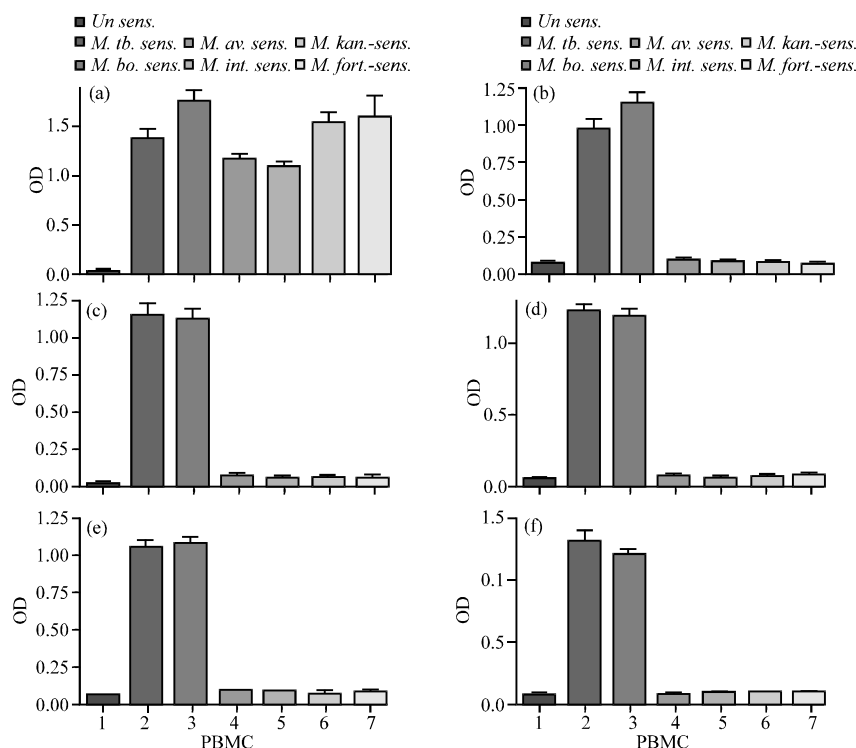 Un sens.
M. tb. sens. M. av. sens. M. kan.-sens.
M. bo. sens. M. int. sens. M. fort.-sens.
(a)
1.5
1.0
0.5
0.0
OD
Un sens.
M. tb. sens. M. av. sens. M. kan.-sens.
M. bo. sens. M. int. sens. M. fort.-sens.
(b)
1.25
1.00
0.75
0.50
0.25
0.00
OD
(c)
1.25
1.00
0.75
0.50
0.25
0.00
OD
(d)
1.0
0.5
0.0
OD
(e)
1.25
1.00
0.75
0.50
0.25
0.00
OD
1 2 3 4 5 6 7
PBMC
(f)
1.5
0.1
0.5
0.0
OD
1 2 3 4 5 6 7
PBMC